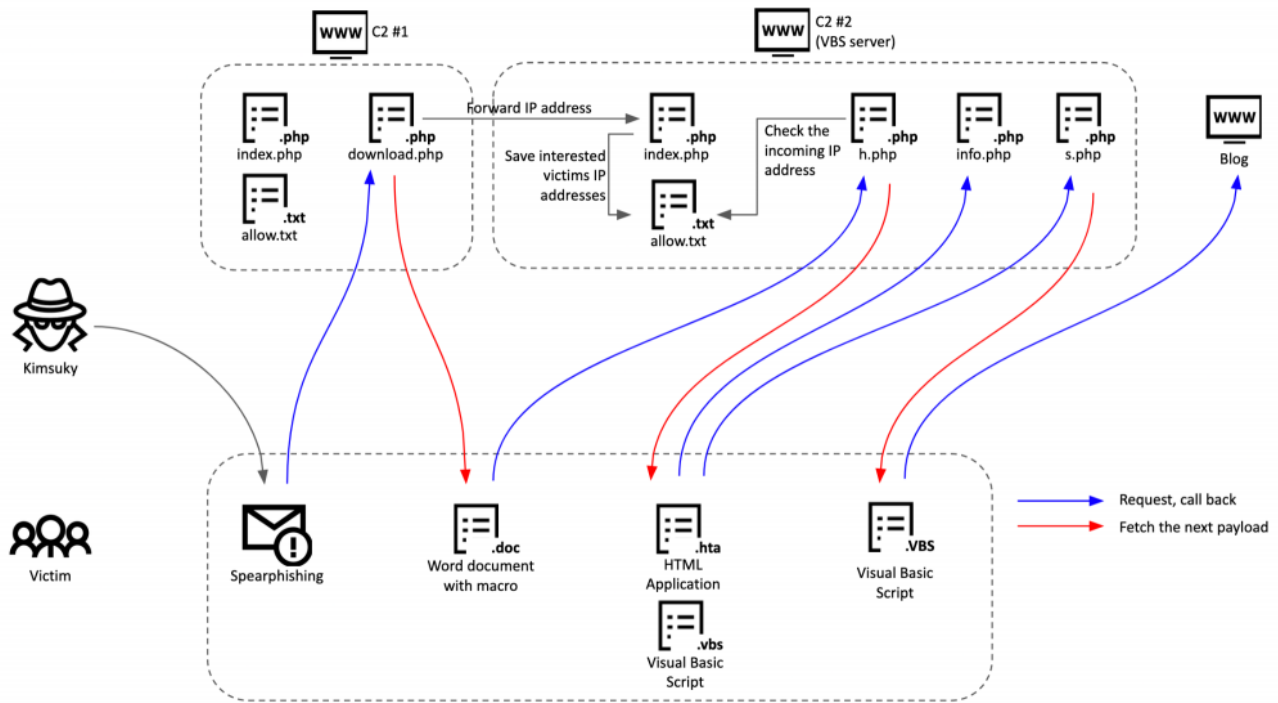 WWW
C2 #1
WWW
C2 #2
(VBS server)
.php
index.php
.php
download.php
Forward IP address
.php
index.php
Save interested
victims IP
addresses
Check the
incoming IP
address
.php
h.php
.php
info.php
.php
s.php
WWW
Blog
.txt
allow.txt
.txt
allow.txt
Kimsuky
Victim
Spearphishing
.doc
Word document
with macro
.hta
HTML
Application
.vbs
Visual Basic
Script
.VBS
Visual Basic
Script
Request, call back
Fetch the next payload